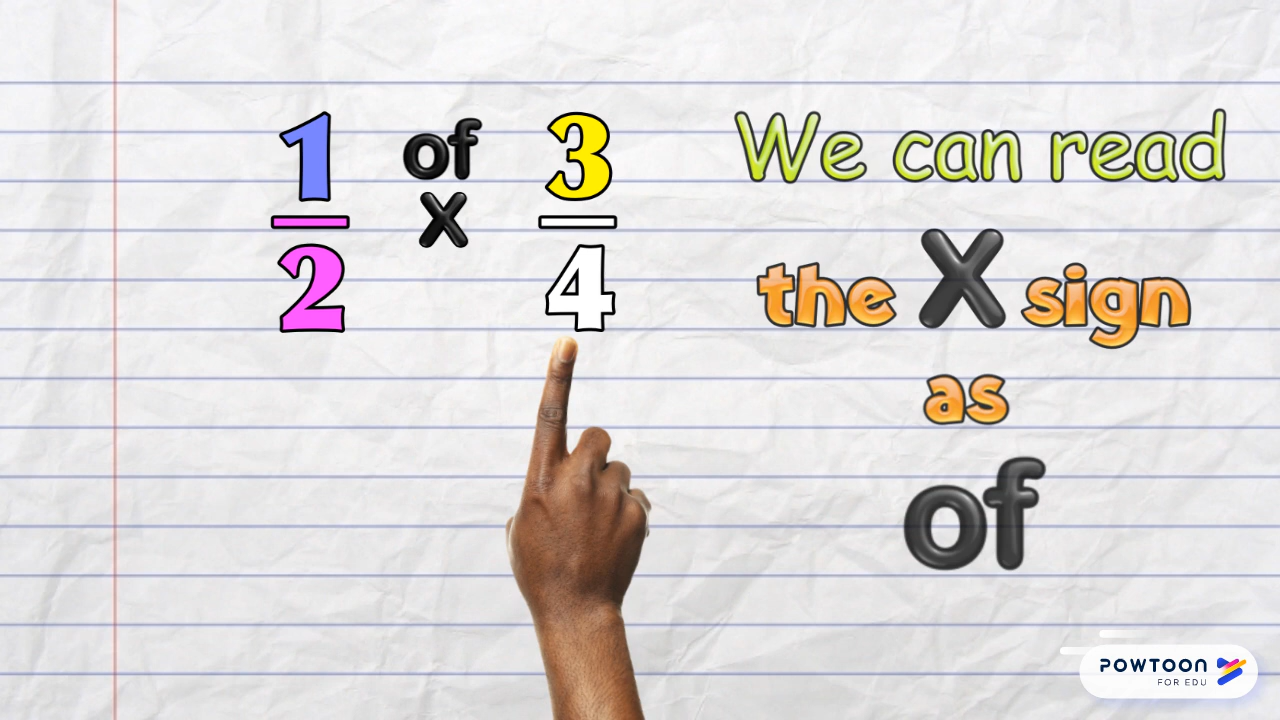 1 of 3
X
2 4
We can read
the X sign
as
of
POWTOON
FOR EDU